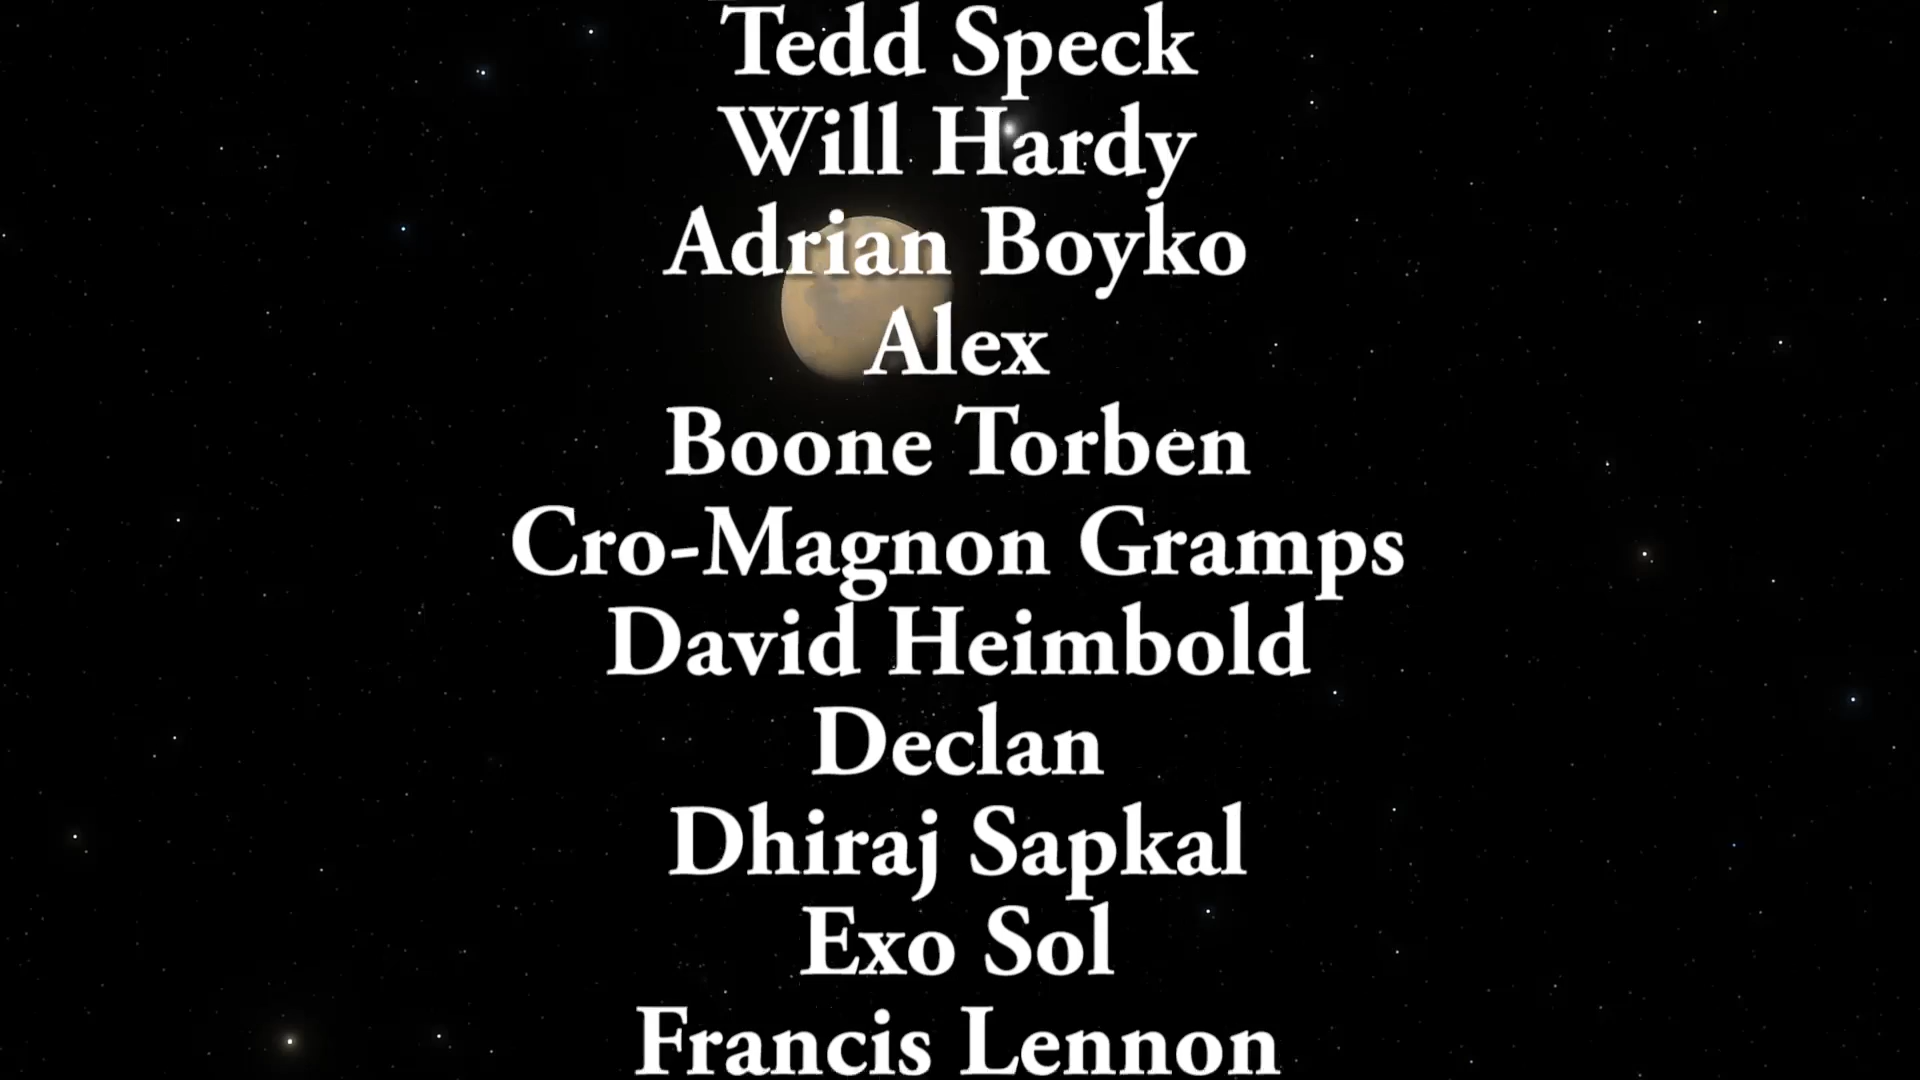 Tedd Speck
Will Hardy
Adrian Boyko
Alex
Boone Torben
Cro-Magnon Gramps
David Heimbold
Declan
Dhiraj Sapkal
Exo Sol
Francis Lennon